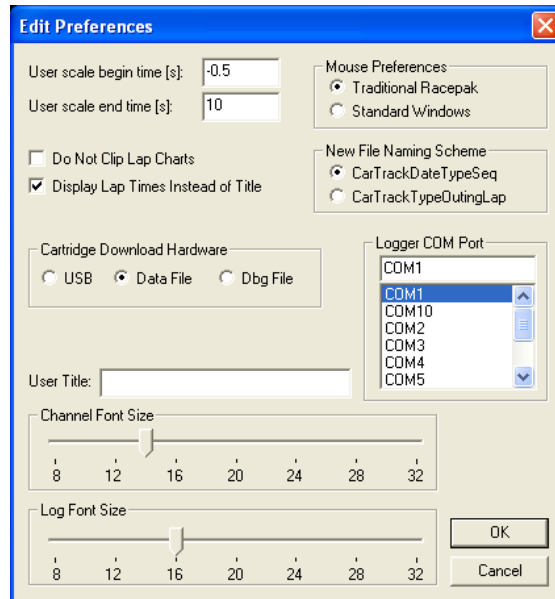 Edit Preferences
User scale begin time [s]: -0.5
User scale end time [s]: 10
Mouse Preferences
Traditional Racepak
Standard Windows
Do Not Clip Lap Charts
Display Lap Times Instead of Title
New File Naming Scheme
CarTrackDateTypeSeq
CarTrackTypeOutingLap
Cartridge Download Hardware
USB Data File Dbg File
Logger COM Port
COM1
COM1
COM10
COM2
COM3
COM4
COM5
User Title:
Channel Font Size
8 12 16 20 24 28 32
Log Font Size
8 12 16 20 24 28 32
OK
Cancel